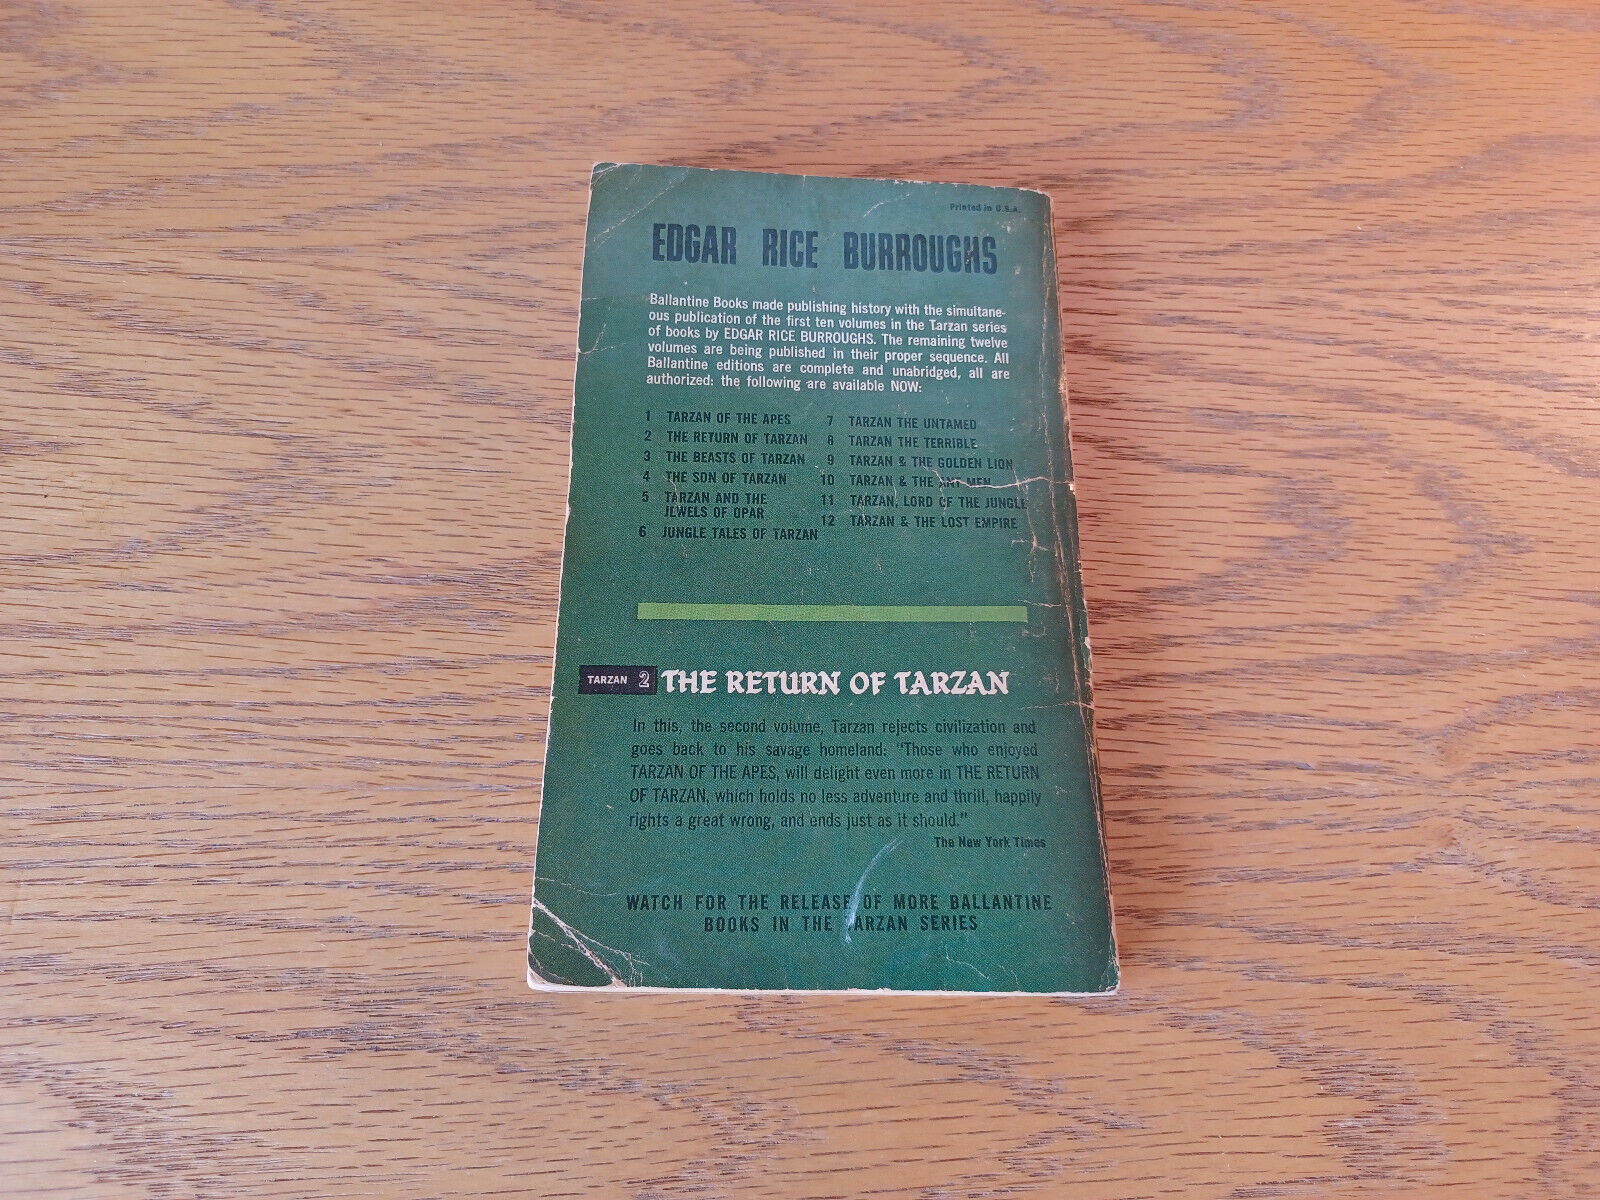 Printed in U.S.A.
EDGAR RICE BURROUGHS
Ballantine Books made publishing history with the simultane-
ous publication of the first ten volumes in the Tarzan series
of books by EDGAR RICE BURROUGHS. The remaining twelve
volumes are being published in their proper sequence. All
Ballantine editions are complete and unabridged, all are
authorized: the following are available NOW:
1 TARZAN OF THE APES
2 THE RETURN OF TARZAN
3 THE BEASTS OF TARZAN
4 THE SON OF TARZAN
5 TARZAN AND THE
JEWELS OF OPAR
6 JUNGLE TALES OF TARZAN
7 TARZAN THE UNTAMED
8 TARZAN THE TERRIBLE
9 TARZAN & THE GOLDEN LION
10 TARZAN & THE ANT MEN
11 TARZAN, LORD OF THE JUNGLE
12 TARZAN & THE LOST EMPIRE
TARZAN 2 THE RETURN OF TARZAN
In this, the second volume, Tarzan rejects civilization and
goes back to his savage homeland: "Those who enjoyed
TARZAN OF THE APES, will delight even more in THE RETURN
OF TARZAN, which holds no less adventure and thrill, happily
rights a great wrong, and ends just as it should."
The New York Times
WATCH FOR THE RELEASE OF MORE BALLANTINE
BOOKS IN THE TARZAN SERIES